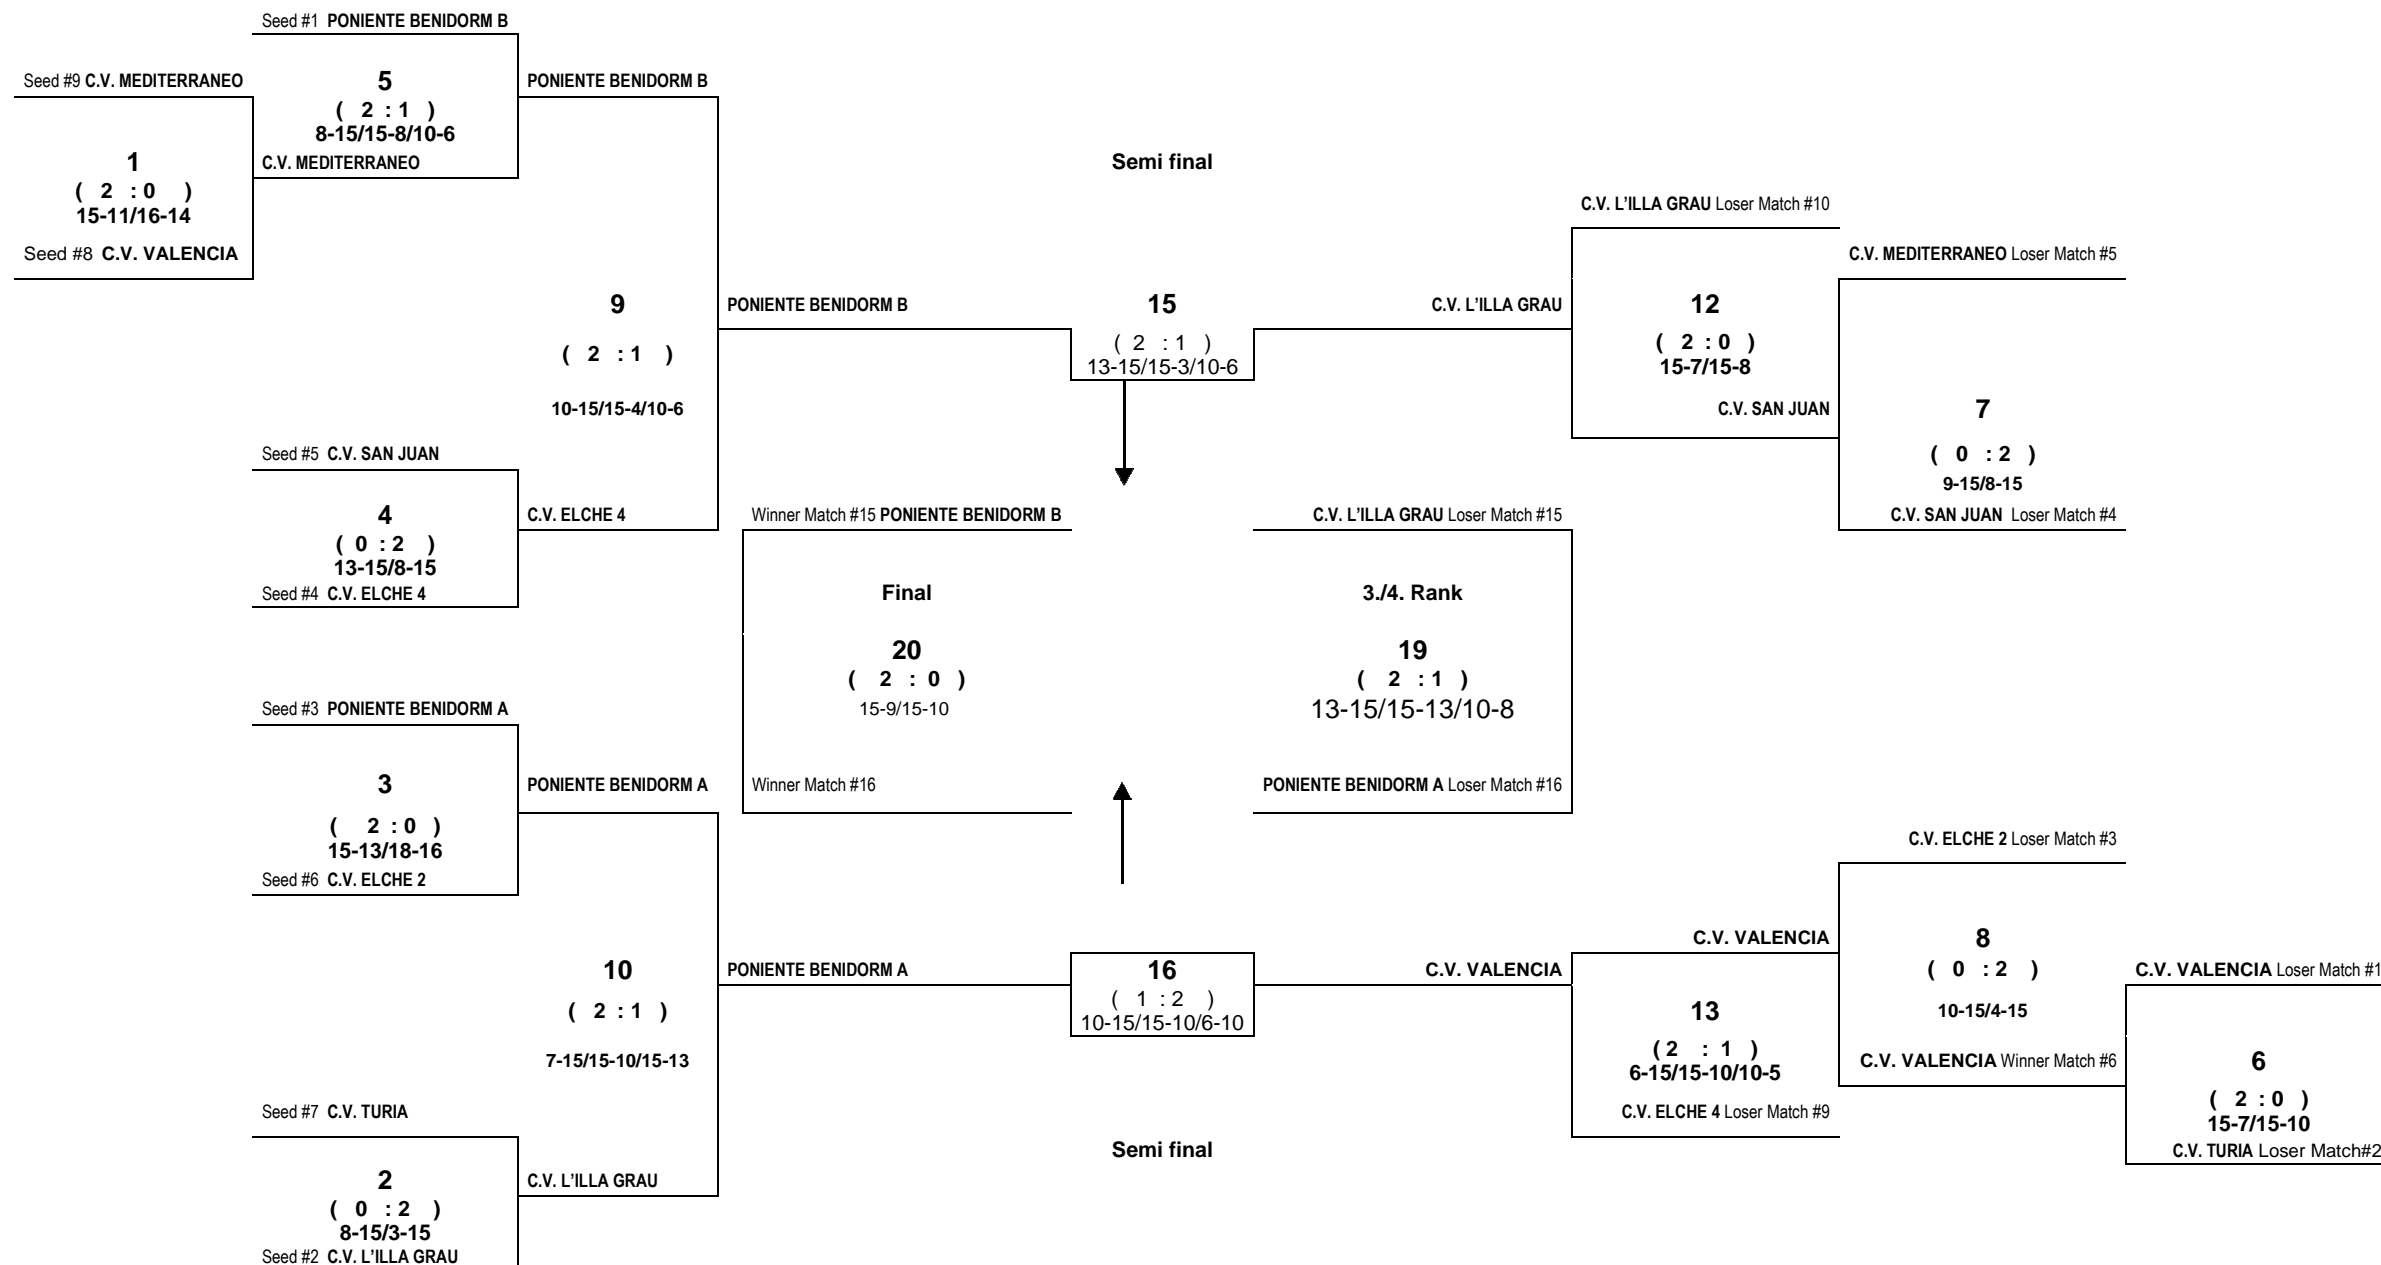 Seed #1 PONIENTE BENIDORM B
Seed #9 C.V. MEDITERRANEO
5
PONIENTE BENIDORM B
( 2 : 1 )
8-15/15-8/10-6
1
C.V. MEDITERRANEO
Semi final
( 2 : 0 )
15-11/16-14
C.V. L'ILLA GRAU Loser Match #10
Seed #8 C.V. VALENCIA
C.V. MEDITERRANEO Loser Match #5
9
PONIENTE BENIDORM B
15
C.V. L'ILLA GRAU
12
( 2 : 1 )
( 2 : 1 )
13-15/15-3/10-6
( 2 : 0 )
15-7/15-8
10-15/15-4/10-6
C.V. SAN JUAN
7
Seed #5 C.V. SAN JUAN
( 0 : 2 )
9-15/8-15
4
C.V. ELCHE 4
Winner Match #15 PONIENTE BENIDORM B
C.V. L'ILLA GRAU Loser Match #15
C.V. SAN JUAN Loser Match #4
( 0 : 2 )
13-15/8-15
Seed #4 C.V. ELCHE 4
Final
3./4. Rank
20
19
( 2 : 0 )
( 2 : 1 )
15-9/15-10
13-15/15-13/10-8
Seed #3 PONIENTE BENIDORM A
3
PONIENTE BENIDORM A
Winner Match #16
PONIENTE BENIDORM A Loser Match #16
( 2 : 0 )
15-13/18-16
C.V. ELCHE 2 Loser Match #3
Seed #6 C.V. ELCHE 2
C.V. VALENCIA
8
10
PONIENTE BENIDORM A
16
C.V. VALENCIA
( 0 : 2 )
C.V. VALENCIA Loser Match #1
( 2 : 1 )
( 1 : 2 )
10-15/15-10/6-10
13
10-15/4-15
7-15/15-10/15-13
( 2 : 1 )
6-15/15-10/10-5
C.V. VALENCIA Winner Match #6
6
Seed #7 C.V. TURIA
C.V. ELCHE 4 Loser Match #9
( 2 : 0 )
15-7/15-10
Semi final
C.V. TURIA Loser Match#2
2
C.V. L'ILLA GRAU
( 0 : 2 )
8-15/3-15
Seed #2 C.V. L'ILLA GRAU